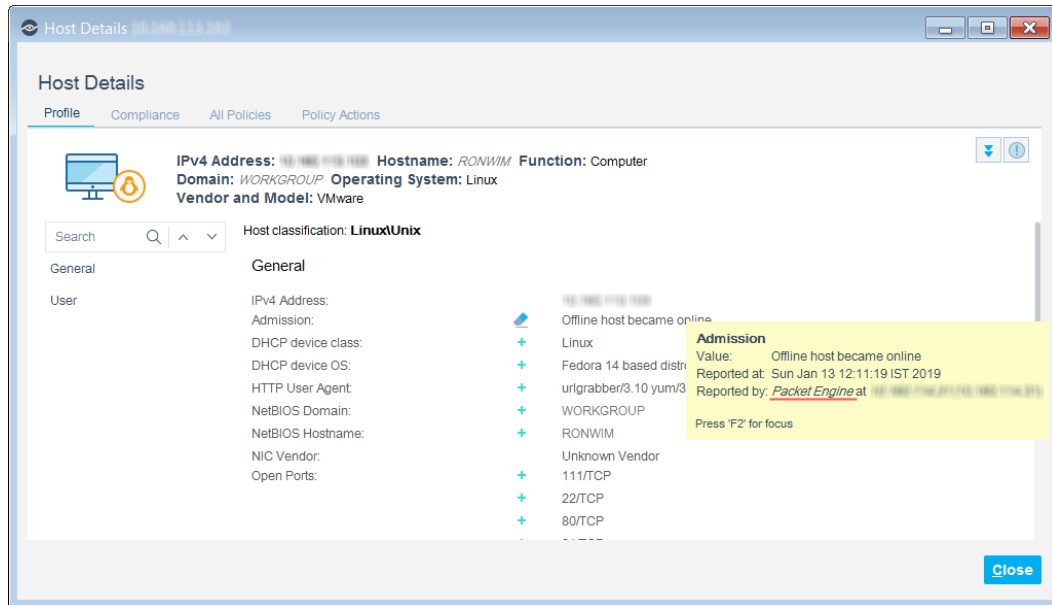 Host Details
Host Details
Profile Compliance All Policies Policy Actions
IPv4 Address: Hostname: RONWIM Function: Computer
Domain: WORKGROUP Operating System: Linux
Vendor and Model: VMware
Search
Host classification: Linux\Unix
General
User
General
IPv4 Address:
Admission: Offline host became online
DHCP device class: + Linux
DHCP device OS: + Fedora 14 based distr
HTTP User Agent: + urlgrabber/3.10 yum/3
NetBIOS Domain: + WORKGROUP
NetBIOS Hostname: + RONWIM
NIC Vendor: Unknown Vendor
Open Ports: + 111/TCP
+ 22/TCP
+ 80/TCP
Admission
Value: Offline host became online
Reported at: Sun Jan 13 12:11:19 IST 2019
Reported by: Packet Engine at
Press 'F2' for focus
Close